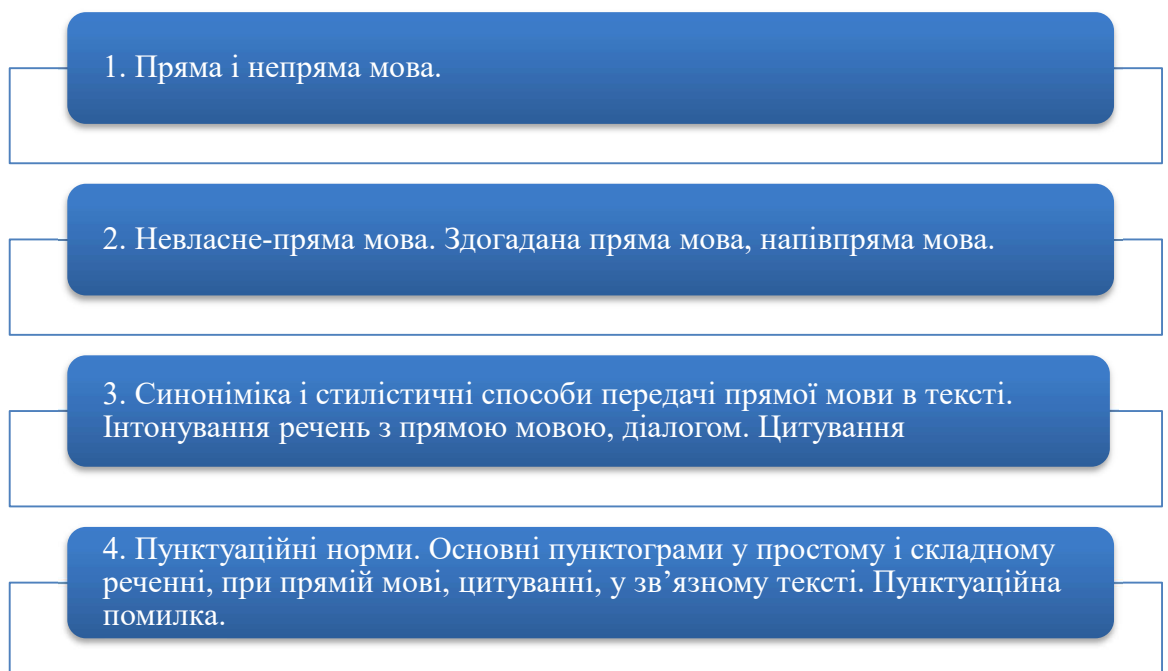 1. Пряма і непряма мова.
2. Невласне-пряма мова. Здогадана пряма мова, напівпряма мова.
3. Синоніміка і стилістичні способи передачі прямої мови в тексті.
Інтонування речень з прямою мовою, діалогом. Цитування
4. Пунктуаційні норми. Основні пунктограми у простому і складному
реченні, при прямій мові, цитуванні, у зв’язному тексті. Пунктуаційна
помилка.